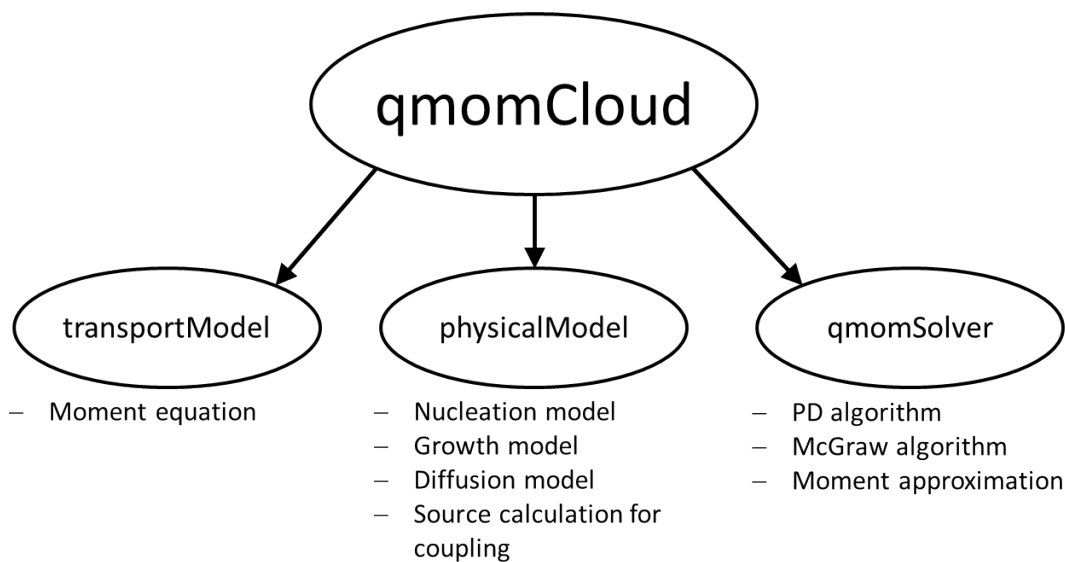 qmomCloud
transportModel
physicalModel
qmomSolver
– Moment equation
– Nucleation model
– Growth model
– Diffusion model
– Source calculation for
coupling
– PD algorithm
– McGraw algorithm
– Moment approximation